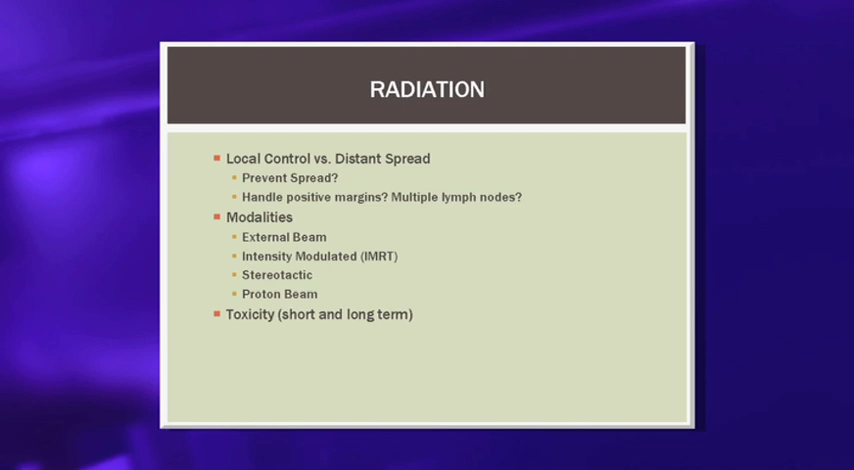 RADIATION
Local Control vs. Distant Spread
Prevent Spread?
Handle positive margins? Multiple lymph nodes?
Modalities
External Beam
Intensity Modulated (IMRT)
Stereotactic
Proton Beam
Toxicity (short and long term)